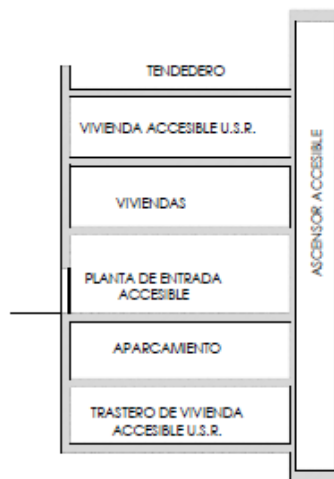 TENDEDERO
VIVIENDA ACCESIBLE U.S.R.
VIVIENDAS
PLANTA DE ENTRADA
ACCESIBLE
APARCAMIENTO
TRASTERO DE VIVIENDA
ACCESIBLE U.S.R.
ASCENSOR ACCESIBLE